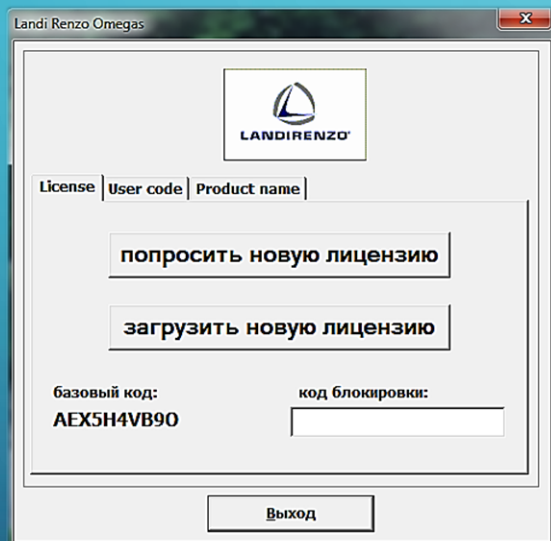 Landi Renzo Omegas
LANDIRENZO
License User code Product name
попросить новую лицензию
загрузить новую лицензию
базовый код: код блокировки:
AEX5H4VB9O
Выход